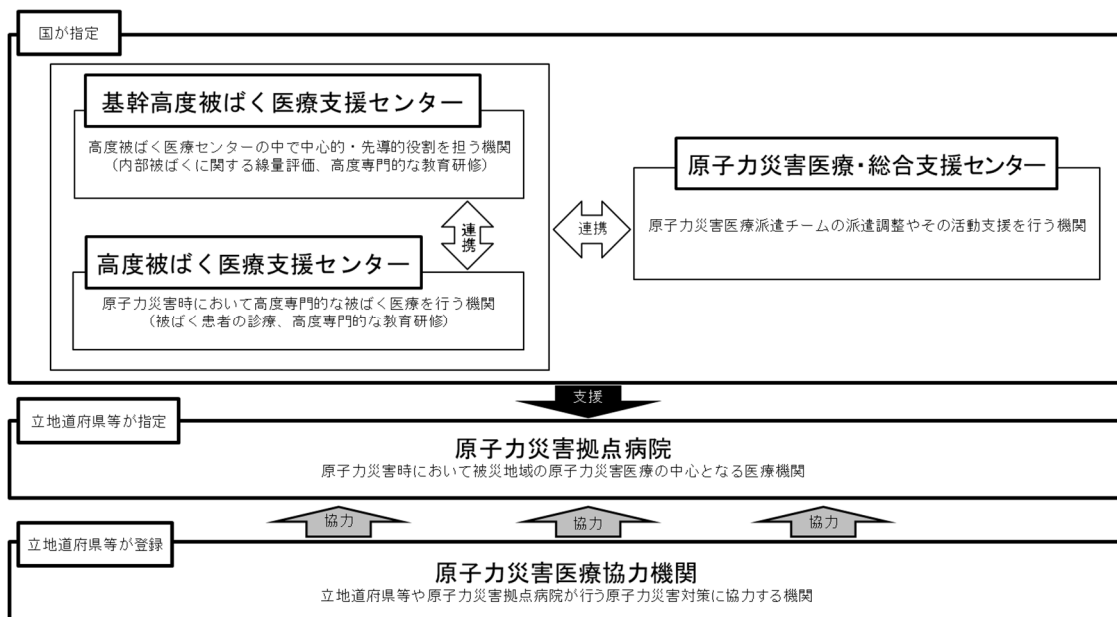 国が指定
基幹高度被ばく医療支援センター
高度被ばく医療センターの中で中心的・先導的役割を担う機関
（内部被ばくに関する線量評価、高度専門的な教育研修）
連携
高度被ばく医療支援センター
原子力災害時において高度専門的な被ばく医療を行う機関
（被ばく患者の診療、高度専門的な教育研修）
連携
原子力災害医療・総合支援センター
原子力災害医療派遣チームの派遣調整やその活動支援を行う機関
支援
立地道府県等が指定
原子力災害拠点病院
原子力災害時において被災地域の原子力災害医療の中心となる医療機関
協力
協力
協力
立地道府県等が登録
原子力災害医療協力機関
立地道府県等や原子力災害拠点病院が行う原子力災害対策に協力する機関